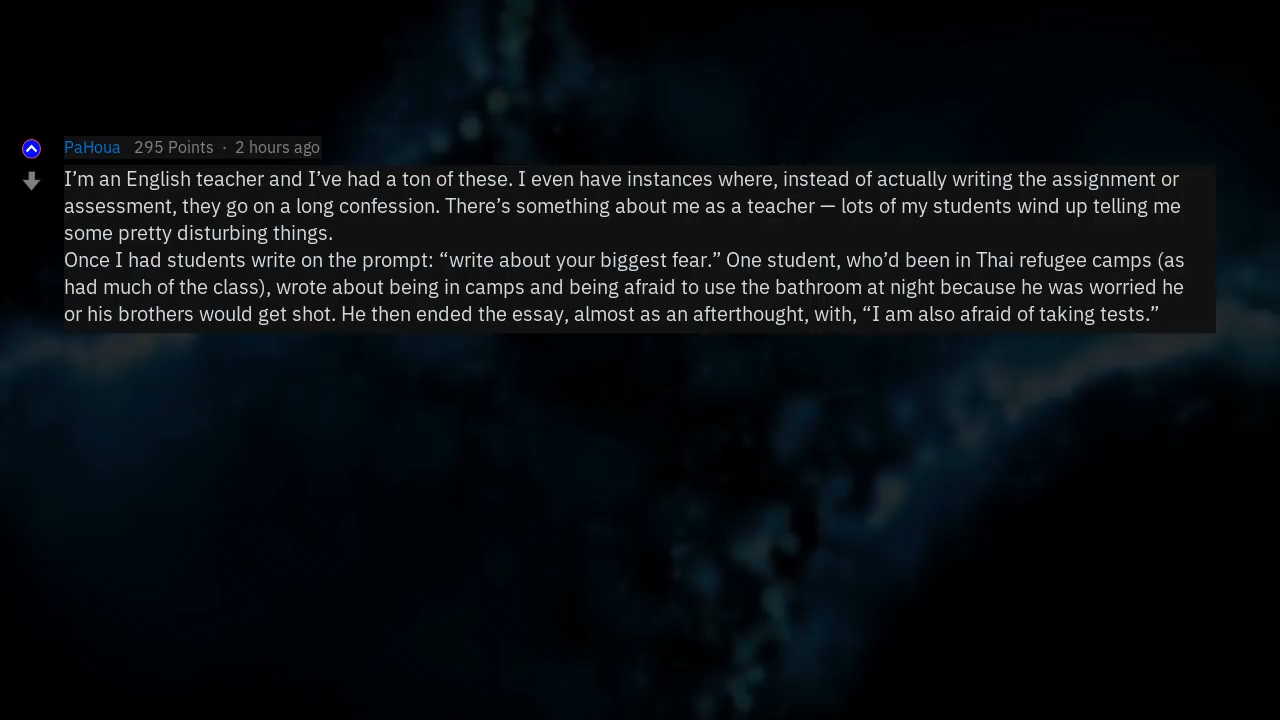 PaHoua 295 Points · 2 hours ago
I’m an English teacher and I’ve had a ton of these. I even have instances where, instead of actually writing the assignment or
assessment, they go on a long confession. There’s something about me as a teacher — lots of my students wind up telling me
some pretty disturbing things.
Once I had students write on the prompt: “write about your biggest fear.” One student, who’d been in Thai refugee camps (as
had much of the class), wrote about being in camps and being afraid to use the bathroom at night because he was worried he
or his brothers would get shot. He then ended the essay, almost as an afterthought, with, “I am also afraid of taking tests.”